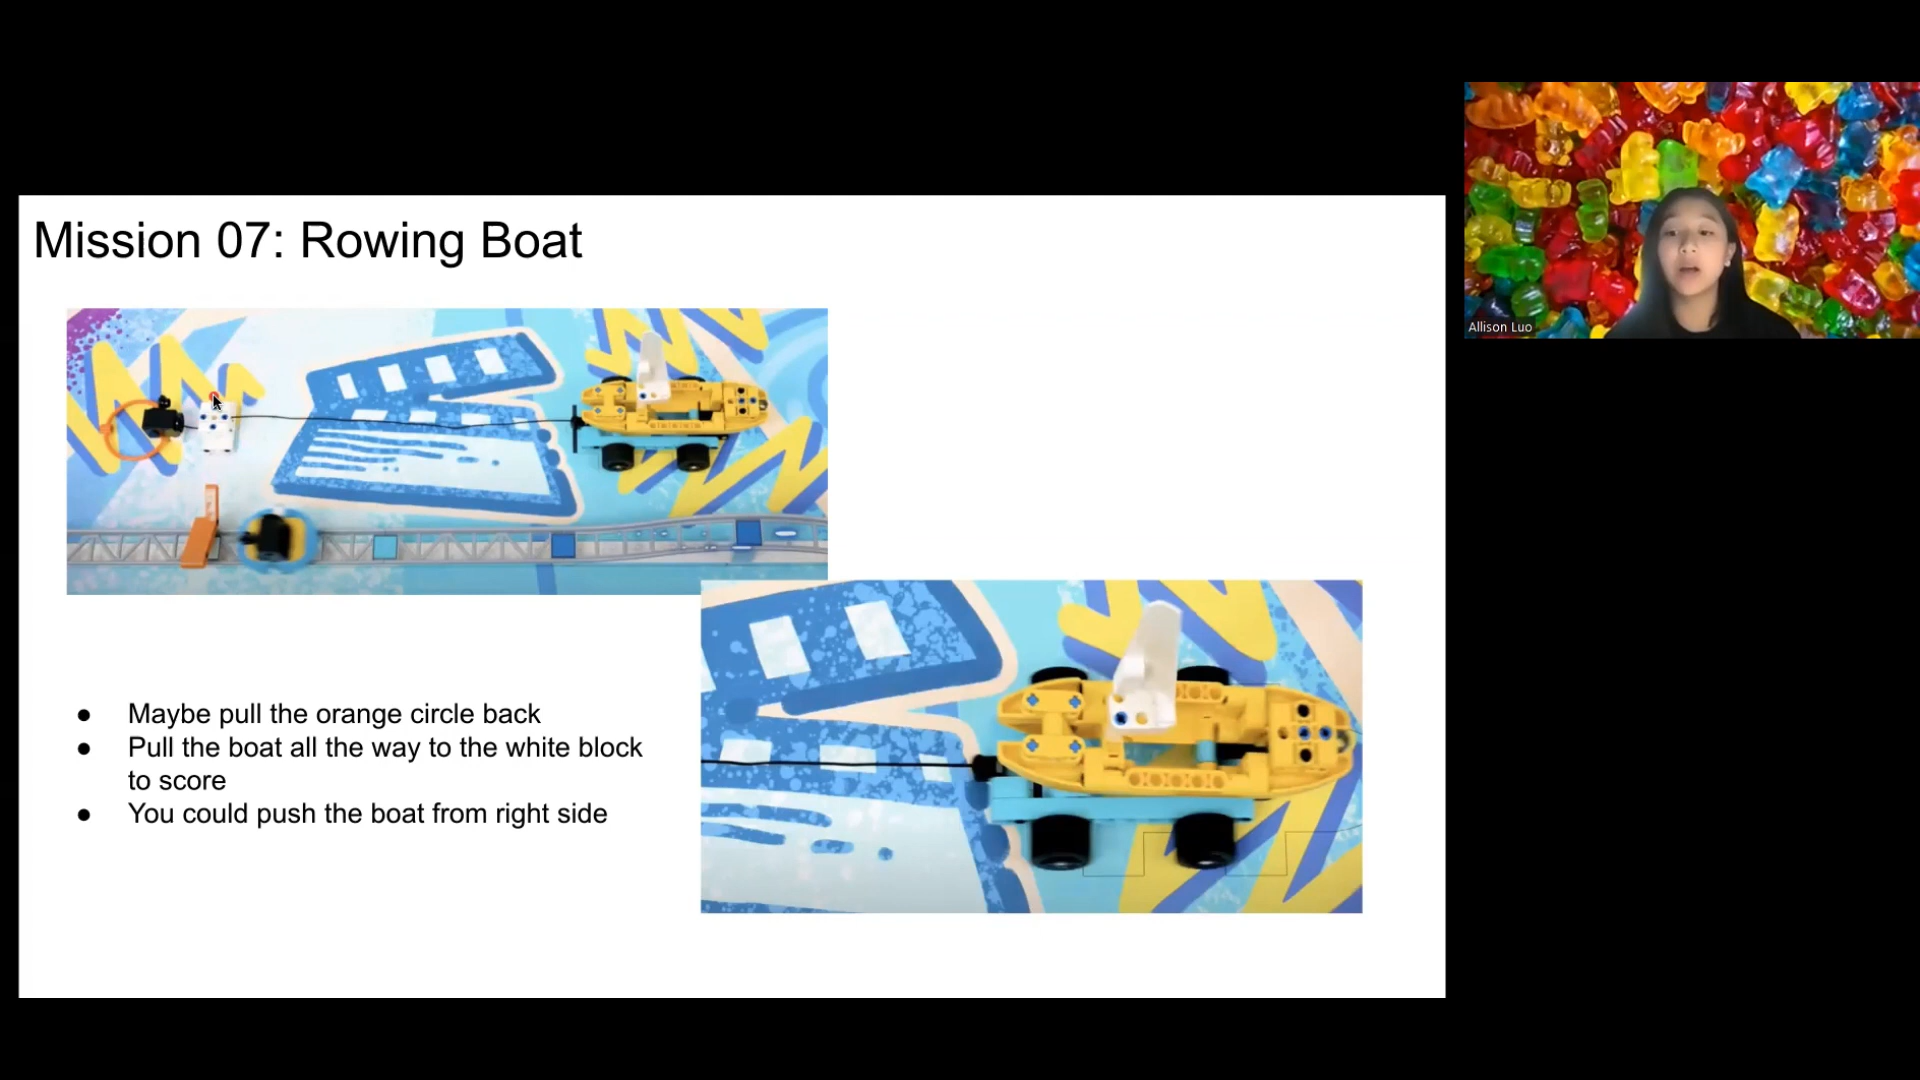 Mission 07: Rowing Boat
Allison Luo
● Maybe pull the orange circle back
● Pull the boat all the way to the white block
to score
● You could push the boat from right side